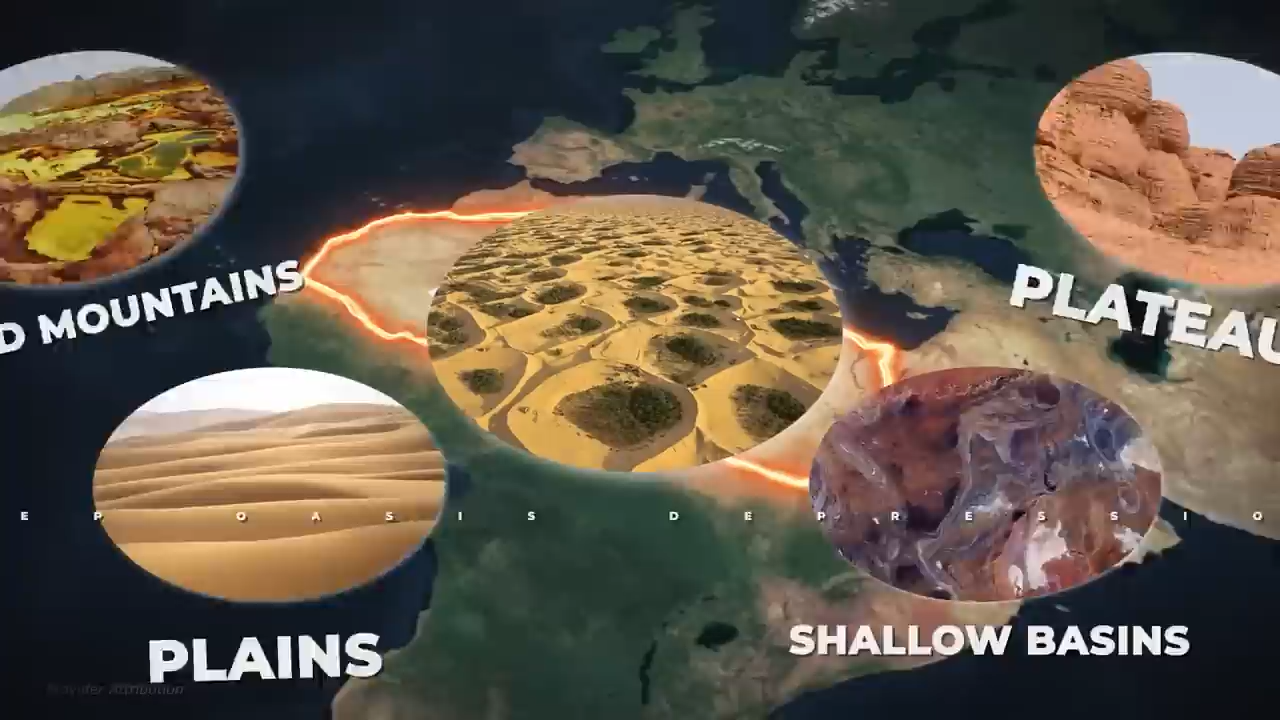 D MOUNTAINS
PLATEAU
E P O A S I S D E P R E S S I O
PLAINS
SHALLOW BASINS